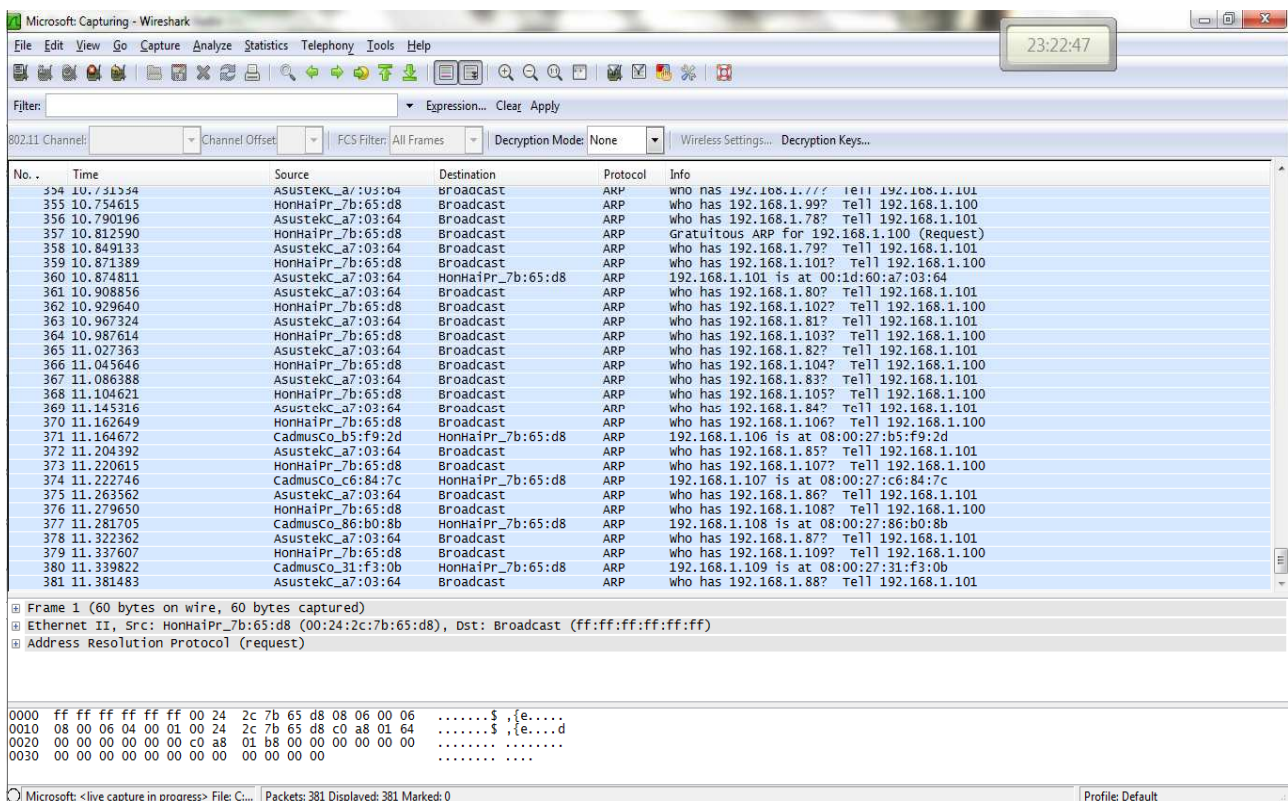 Microsoft: Capturing - Wireshark
23:22:47
File Edit View Go Capture Analyze Statistics Telephony Tools Help
Filter: Expression... Clear Apply
802.11 Channel: Channel Offset FCS Filter: All Frames Decryption Mode: None Wireless Settings... Decryption Keys...
No. . Time Source Destination Protocol Info
354 10.731534 AsustekC_a7:03:64 Broadcast ARP Who has 192.168.1.77? Tell 192.168.1.101
355 10.754615 HonHaiPr_7b:65:d8 Broadcast ARP Who has 192.168.1.99? Tell 192.168.1.100
356 10.790196 AsustekC_a7:03:64 Broadcast ARP Who has 192.168.1.78? Tell 192.168.1.101
357 10.812590 HonHaiPr_7b:65:d8 Broadcast ARP Gratuitous ARP for 192.168.1.100 (Request)
358 10.849133 AsustekC_a7:03:64 Broadcast ARP Who has 192.168.1.79? Tell 192.168.1.101
359 10.871389 HonHaiPr_7b:65:d8 Broadcast ARP Who has 192.168.1.101? Tell 192.168.1.100
360 10.874811 AsustekC_a7:03:64 HonHaiPr_7b:65:d8 ARP 192.168.1.101 is at 00:1d:60:a7:03:64
361 10.908856 AsustekC_a7:03:64 Broadcast ARP Who has 192.168.1.80? Tell 192.168.1.101
362 10.929640 HonHaiPr_7b:65:d8 Broadcast ARP Who has 192.168.1.102? Tell 192.168.1.100
363 10.967324 AsustekC_a7:03:64 Broadcast ARP Who has 192.168.1.81? Tell 192.168.1.101
364 10.987614 HonHaiPr_7b:65:d8 Broadcast ARP Who has 192.168.1.103? Tell 192.168.1.100
365 11.027363 AsustekC_a7:03:64 Broadcast ARP Who has 192.168.1.82? Tell 192.168.1.101
366 11.045646 HonHaiPr_7b:65:d8 Broadcast ARP Who has 192.168.1.104? Tell 192.168.1.100
367 11.086388 AsustekC_a7:03:64 Broadcast ARP Who has 192.168.1.83? Tell 192.168.1.101
368 11.104621 HonHaiPr_7b:65:d8 Broadcast ARP Who has 192.168.1.105? Tell 192.168.1.100
369 11.145316 AsustekC_a7:03:64 Broadcast ARP Who has 192.168.1.84? Tell 192.168.1.101
370 11.162649 HonHaiPr_7b:65:d8 Broadcast ARP Who has 192.168.1.106? Tell 192.168.1.100
371 11.164672 CadmusCo_b5:f9:2d HonHaiPr_7b:65:d8 ARP 192.168.1.106 is at 08:00:27:b5:f9:2d
372 11.204392 AsustekC_a7:03:64 Broadcast ARP Who has 192.168.1.85? Tell 192.168.1.101
373 11.220615 HonHaiPr_7b:65:d8 Broadcast ARP Who has 192.168.1.107? Tell 192.168.1.100
374 11.222746 CadmusCo_c6:84:7c HonHaiPr_7b:65:d8 ARP 192.168.1.107 is at 08:00:27:c6:84:7c
375 11.263562 AsustekC_a7:03:64 Broadcast ARP Who has 192.168.1.86? Tell 192.168.1.101
376 11.279650 HonHaiPr_7b:65:d8 Broadcast ARP Who has 192.168.1.108? Tell 192.168.1.100
377 11.281705 CadmusCo_86:b0:8b HonHaiPr_7b:65:d8 ARP 192.168.1.108 is at 08:00:27:86:b0:8b
378 11.322362 AsustekC_a7:03:64 Broadcast ARP Who has 192.168.1.87? Tell 192.168.1.101
379 11.337607 HonHaiPr_7b:65:d8 Broadcast ARP Who has 192.168.1.109? Tell 192.168.1.100
380 11.339822 CadmusCo_31:f3:0b HonHaiPr_7b:65:d8 ARP 192.168.1.109 is at 08:00:27:31:f3:0b
381 11.381483 AsustekC_a7:03:64 Broadcast ARP Who has 192.168.1.88? Tell 192.168.1.101
Frame 1 (60 bytes on wire, 60 bytes captured)
Ethernet II, Src: HonHaiPr_7b:65:d8 (00:24:2c:7b:65:d8), Dst: Broadcast (ff:ff:ff:ff:ff:ff)
Address Resolution Protocol (request)
0000 ff ff ff ff ff ff 00 24 2c 7b 65 d8 08 06 00 06 .......$ ,{e.....
0010 08 00 06 04 00 01 00 24 2c 7b 65 d8 c0 a8 01 64 .......$ ,{e....d
0020 00 00 00 00 00 00 c0 a8 01 b8 00 00 00 00 00 00 ........ ........
0030 00 00 00 00 00 00 00 00 00 00 00 00 ........ ....
Microsoft: <live capture in progress> File: C:... Packets: 381 Displayed: 381 Marked: 0 Profile: Default